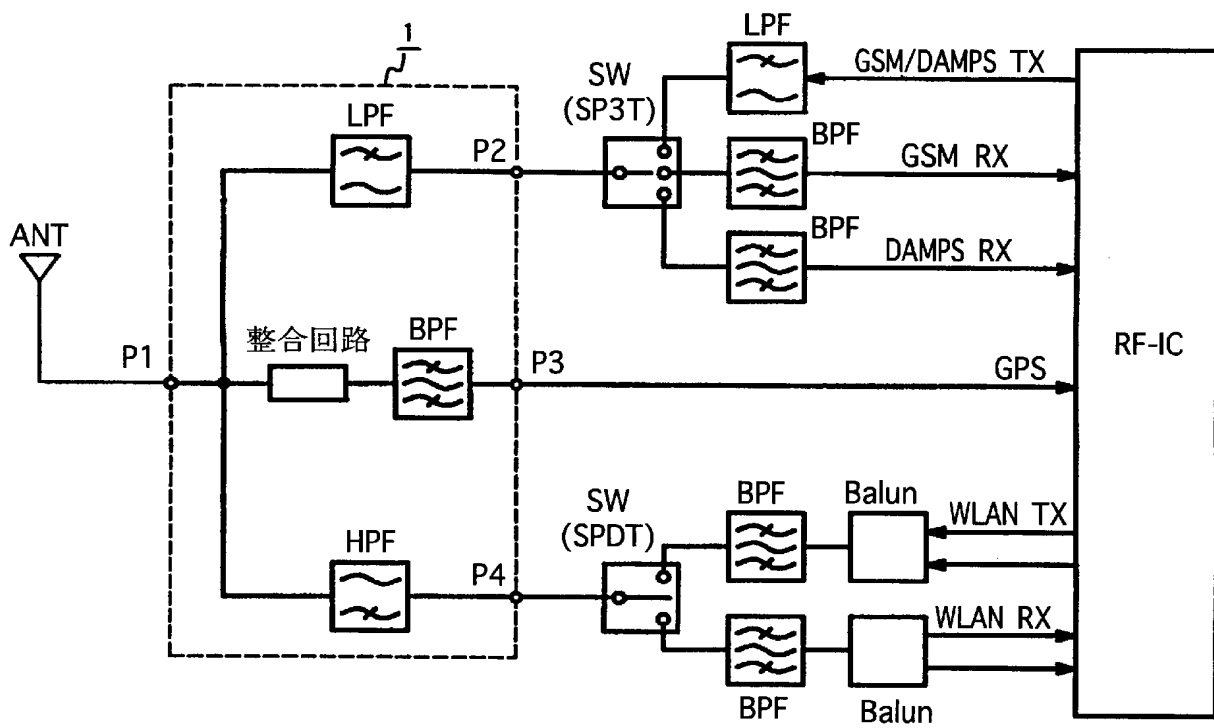 1
LPF
GSM/DAMPS TX
SW
(SP3T)
LPF
P2
BPF
GSM RX
BPF
DAMPS RX
ANT
RF-IC
整合回路
BPF
P1
P3
GPS
SW
(SPDT)
BPF
Balun
WLAN TX
HPF
P4
WLAN RX
BPF
Balun